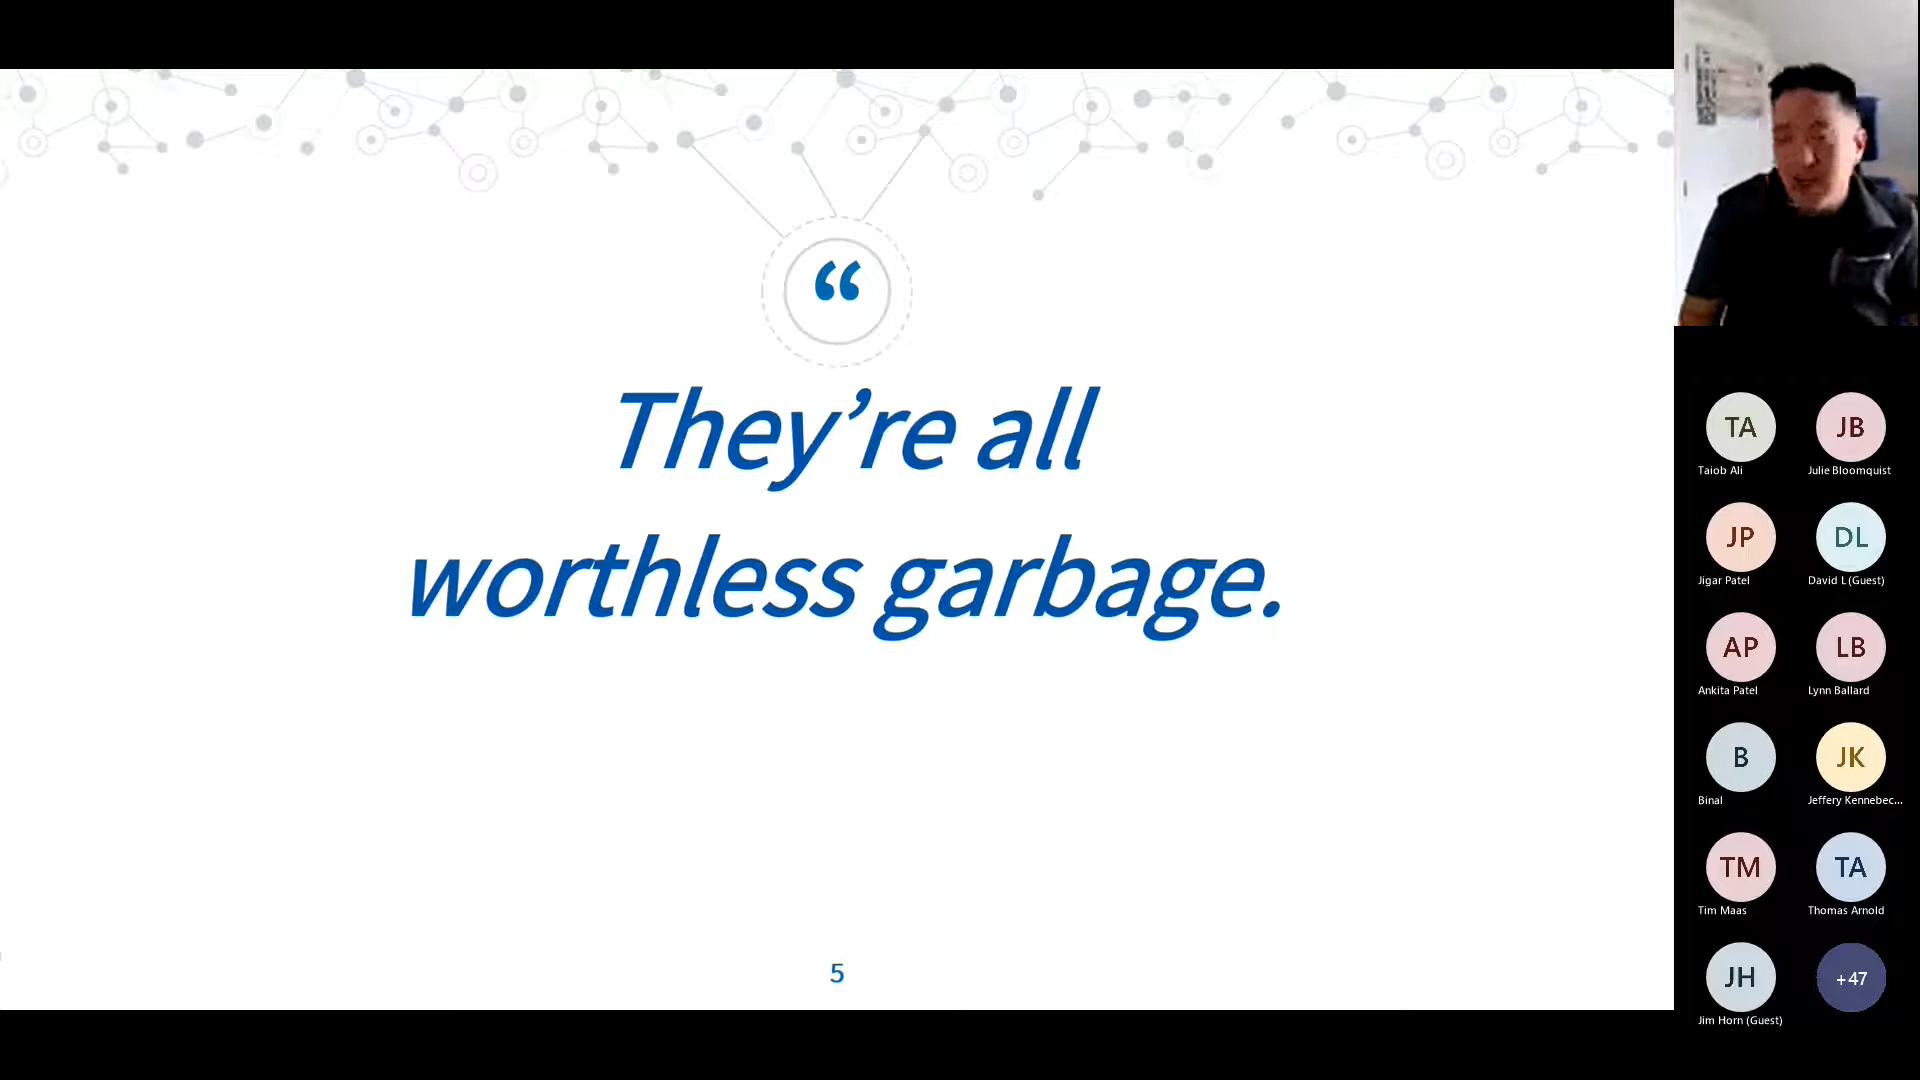 “
They’re all
worthless garbage.
5
TA
JB
Taiob Ali
Julie Bloomquist
JP
DL
Jigar Patel
David L (Guest)
AP
LB
Ankita Patel
Lynn Ballard
B
JK
Binal
Jeffery Kennebec...
TM
TA
Tim Maas
Thomas Arnold
JH
+47
Jim Horn (Guest)